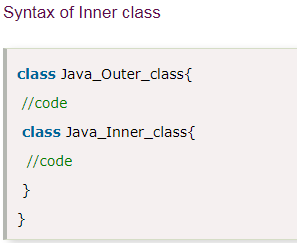 Syntax of Inner class
class Java_Outer_class{
//code
class Java_Inner_class{
//code
}
}